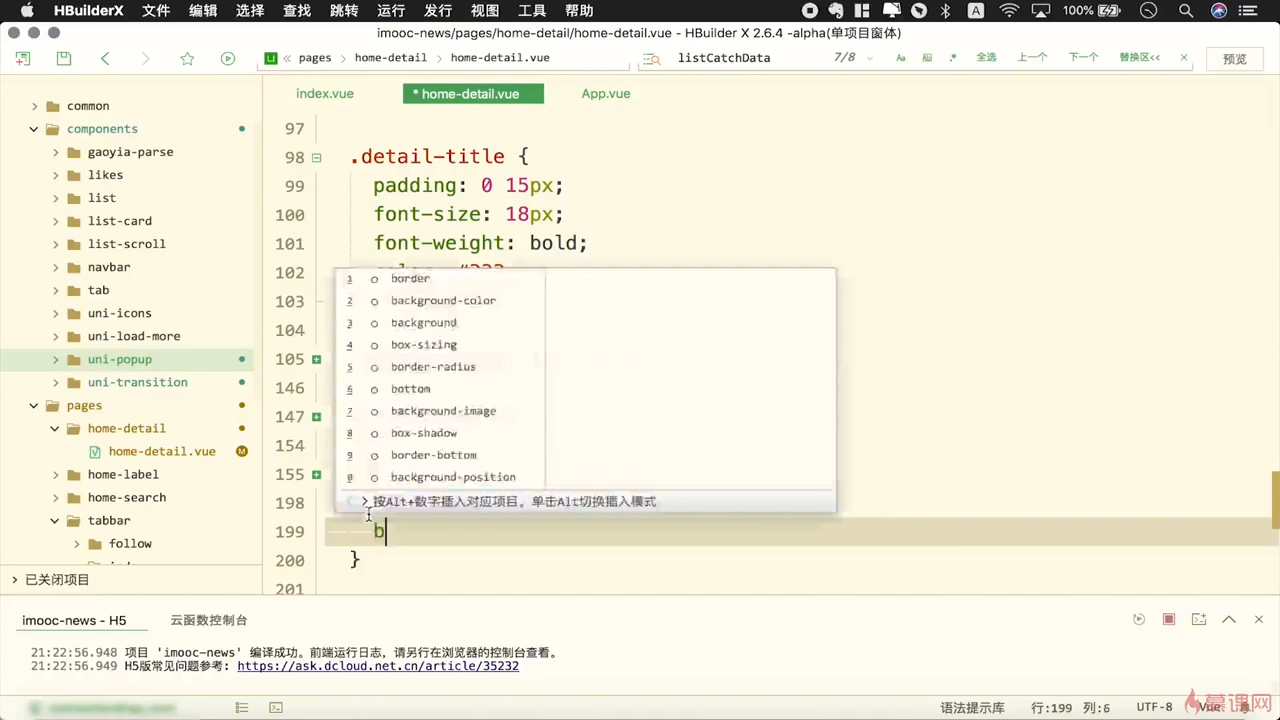 HBuilderX 文件 编辑 选择 查找 跳转 运行 发行 视图 工具 帮助 100%
imooc-news/pages/home-detail/home-detail.vue - HBuilder X 2.6.4 -alpha(单项目窗体)
pages home-detail home-detail.vue listCatchData 7/8 Aa 全选 上一个 下一个 替换区<< 预览
index.vue * home-detail.vue App.vue
common
components
gaoyia-parse
likes
list
list-card
list-scroll
navbar
tab
uni-icons
uni-load-more
uni-popup
uni-transition
pages
home-detail
home-detail.vue M
home-label
home-search
tabbar
follow
已关闭项目
97
98 .detail-title {
99 padding: 0 15px;
100 font-size: 18px;
101 font-weight: bold;
102
103
104
105
146
147
154
155
198
199 b
200 }
201
1 border
2 background-color
3 background
4 box-sizing
5 border-radius
6 bottom
7 background-image
8 box-shadow
9 border-bottom
0 background-position
按Alt+数字插入对应项目。单击Alt切换插入模式
imooc-news - H5 云函数控制台
21:22:56.948 项目 'imooc-news' 编译成功。前端运行日志，请另行在浏览器的控制台查看。
21:22:56.949 H5版常见问题参考: https://ask.dcloud.net.cn/article/35232
语法提示库 行:199 列:6 UTF-8 Vue
慕课网